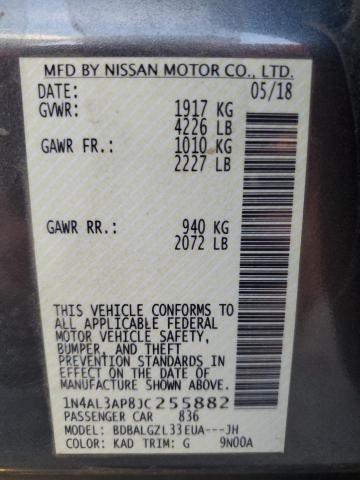 MFD BY NISSAN MOTOR CO., LTD.
DATE: 05/18
GVWR: 1917 KG
4226 LB
GAWR FR.: 1010 KG
2227 LB
GAWR RR.: 940 KG
2072 LB
THIS VEHICLE CONFORMS TO
ALL APPLICABLE FEDERAL
MOTOR VEHICLE SAFETY,
BUMPER, AND THEFT
PREVENTION STANDARDS IN
EFFECT ON THE DATE OF
MANUFACTURE SHOWN ABOVE.
1N4AL3AP8JC255882
PASSENGER CAR 836
MODEL: BDBALGZL33EUA---JH
COLOR: KAD TRIM: G 9N00A